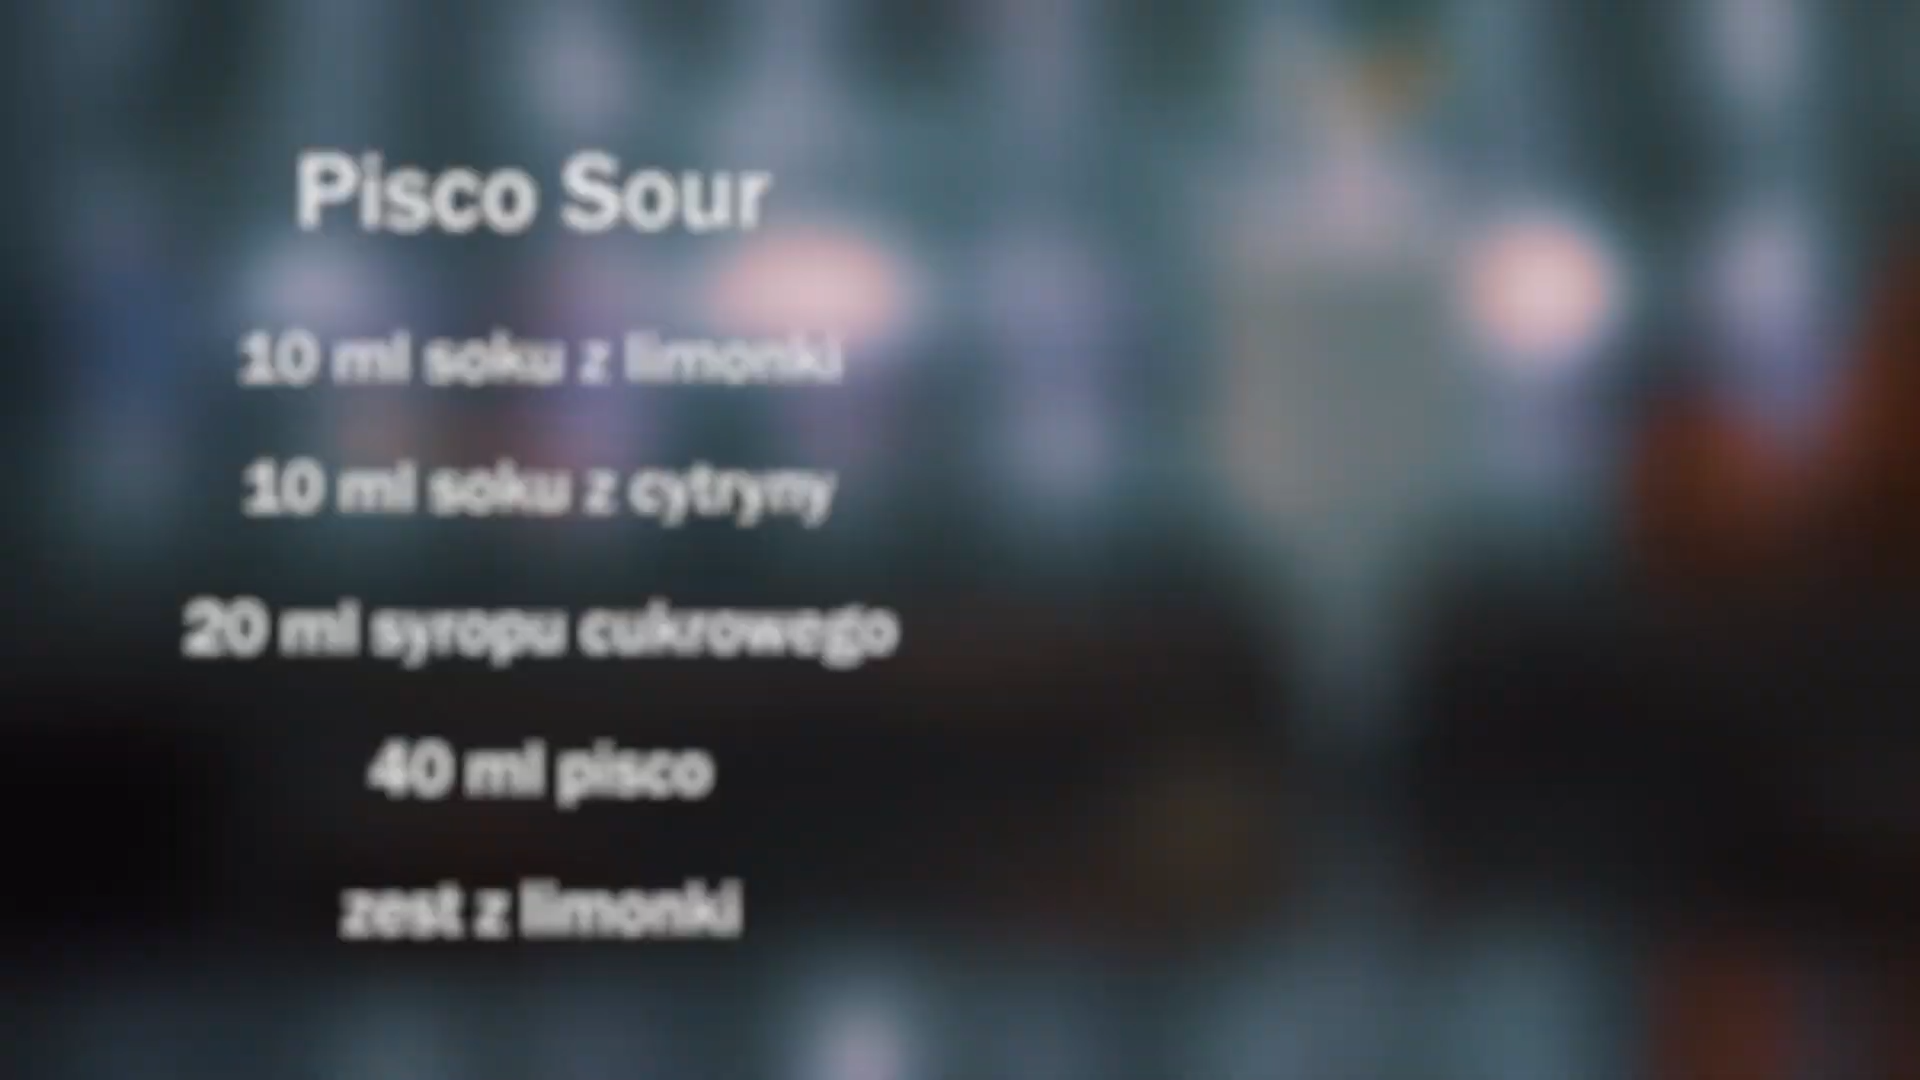 Pisco Sour
10 ml soku z limonki
10 ml soku z cytryny
20 ml syropu cukrowego
40 ml pisco
zest z limonki